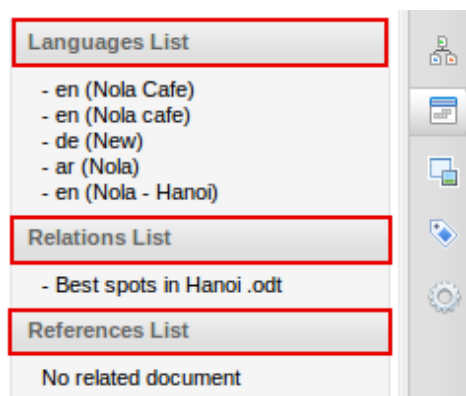 Languages List
- en (Nola Cafe)
- en (Nola cafe)
- de (New)
- ar (Nola)
- en (Nola - Hanoi)
Relations List
- Best spots in Hanoi .odt
References List
No related document